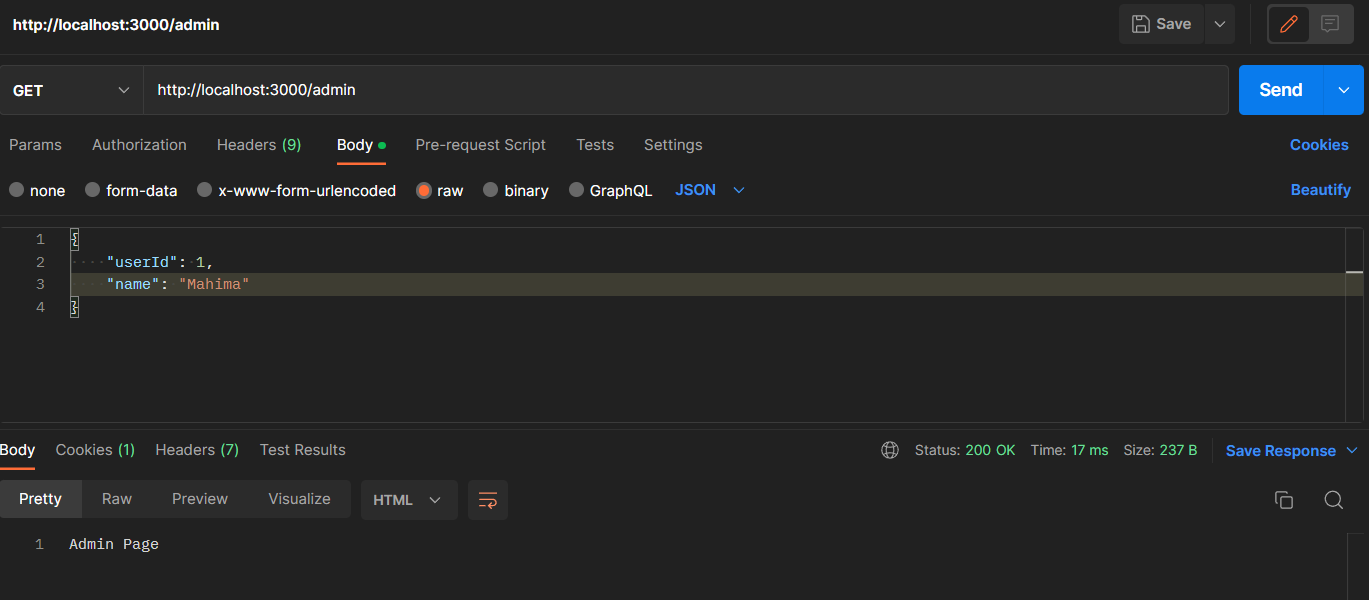 http://localhost:3000/admin Save
GET http://localhost:3000/admin Send
Params Authorization Headers (9) Body Pre-request Script Tests Settings Cookies
none form-data x-www-form-urlencoded raw binary GraphQL JSON Beautify
1 {
2 "userId": 1,
3 "name": "Mahima"
4 }
Body Cookies (1) Headers (7) Test Results Status: 200 OK Time: 17 ms Size: 237 B Save Response
Pretty Raw Preview Visualize HTML
1 Admin Page